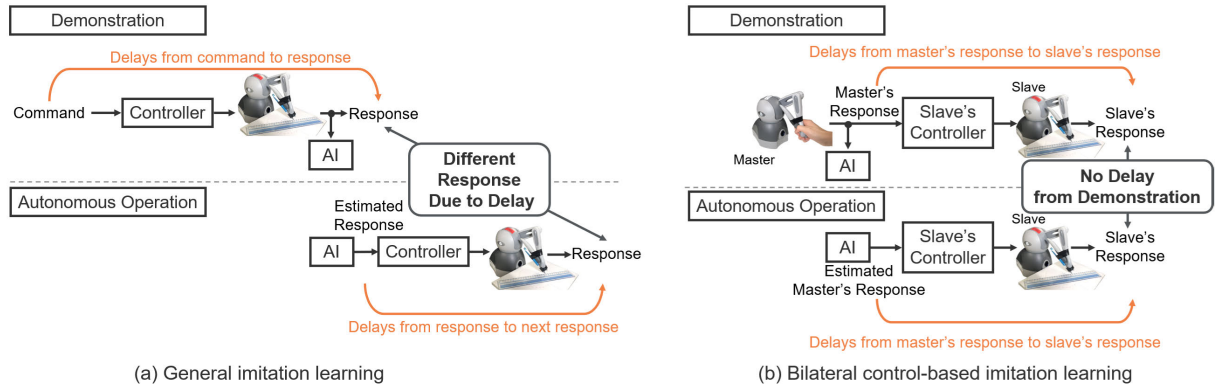 Demonstration
Delays from command to response
Command
Controller
Response
AI
Different
Response
Due to Delay
Autonomous Operation
Estimated
Response
AI
Controller
Response
Delays from response to next response
(a) General imitation learning
Demonstration
Delays from master's response to slave's response
Master's
Response
Slave
Slave's
Controller
Slave's
Response
Master
AI
No Delay
from Demonstration
Autonomous Operation
Slave
AI
Slave's
Controller
Slave's
Response
Estimated
Master's Response
Delays from master's response to slave's response
(b) Bilateral control-based imitation learning